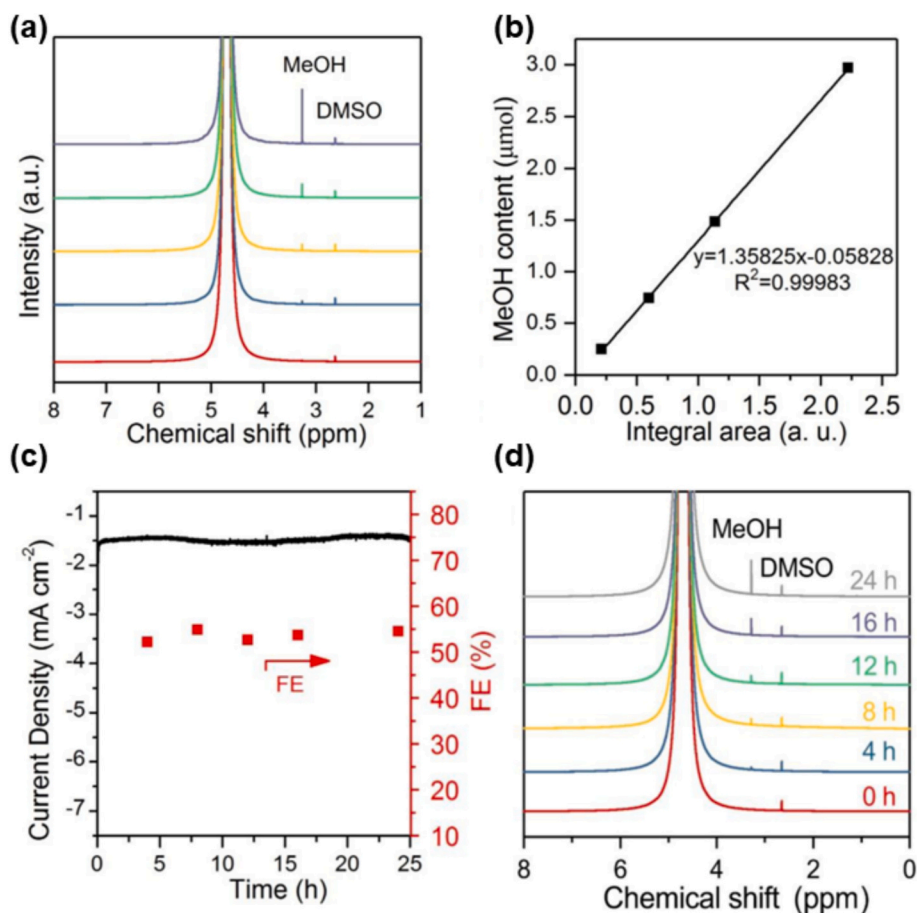 (a)
MeOH
DMSO
Intensity (a.u.)
8 7 6 5 4 3 2 1
Chemical shift (ppm)
(b)
3.0
2.5
2.0
1.5
1.0
0.5
0.0
MeOH content (μmol)
y=1.35825x-0.05828
R²=0.99983
0.0 0.5 1.0 1.5 2.0 2.5
Integral area (a. u.)
(c)
-1
-2
-3
-4
-5
-6
-7
Current Density (mA cm⁻²)
FE
80
70
60
50
40
30
20
10
FE (%)
0 5 10 15 20 25
Time (h)
(d)
MeOH
DMSO
24 h
16 h
12 h
8 h
4 h
0 h
8 6 4 2 0
Chemical shift (ppm)